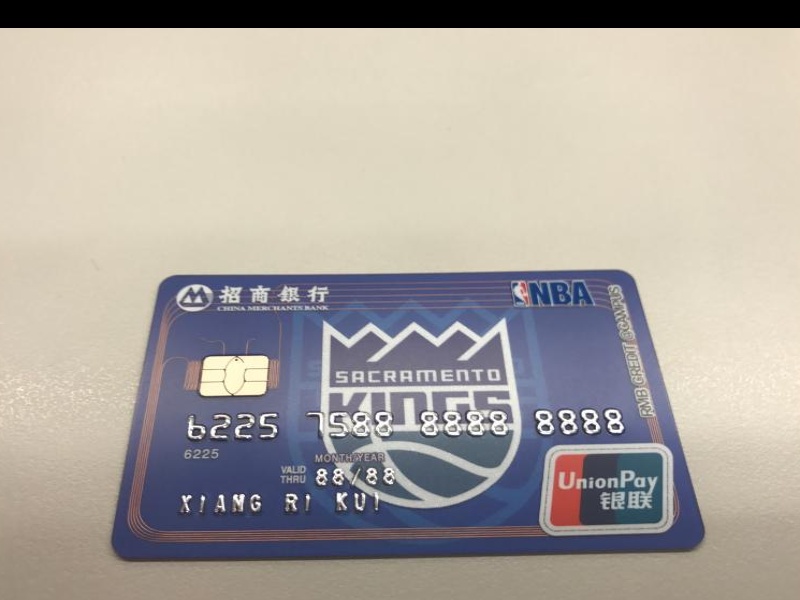 招商銀行
CHINA MERCHANTS BANK
NBA
RMB CREDIT @CAMPUS
SACRAMENTO
KINGS
6225 7588 8888 8888
6225
MONTH/YEAR
VALID THRU 88/88
XIANG RI KUI
UnionPay
银联